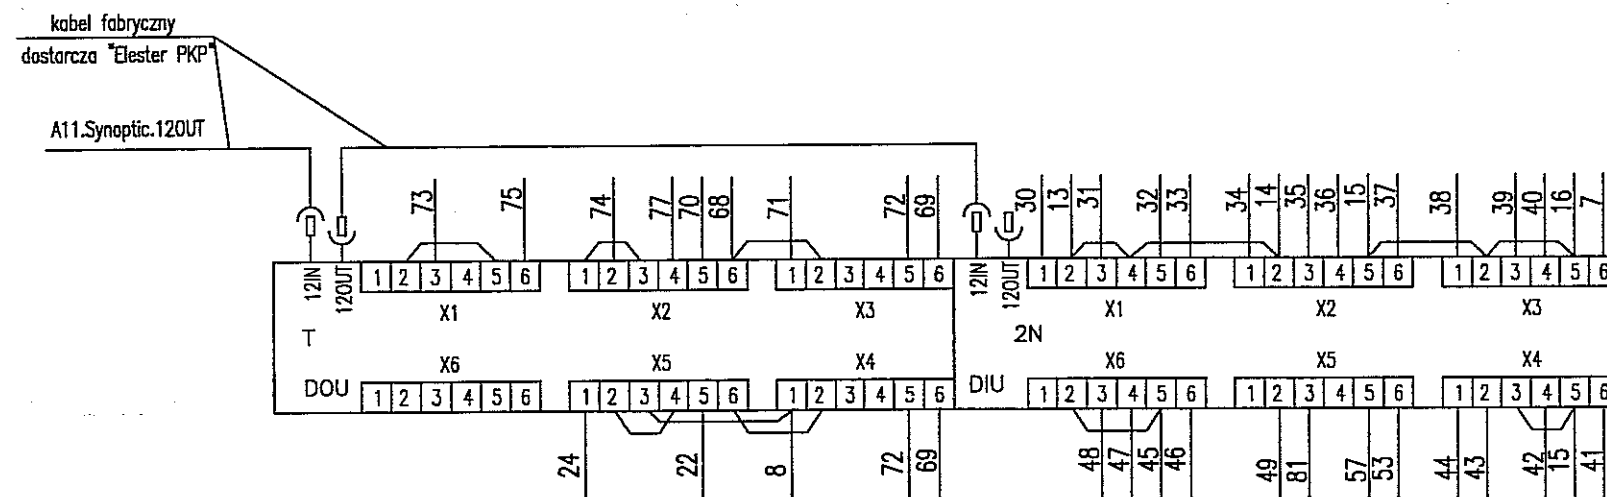 kabel fabryczny
dostarcza "Elester PKP"
A11.Synoptic.12OUT
73 75 74 77 70 68 71 72 69 30 13 31 32 33 34 14 35 36 15 37 38 39 40 16 7
12IN 12OUT 1 2 3 4 5 6 1 2 3 4 5 6 1 2 3 4 5 6 12IN 12OUT 1 2 3 4 5 6 1 2 3 4 5 6 1 2 3 4 5 6
X1 X2 X3 X1 X2 X3
T 2N
X6 X5 X4 X6 X5 X4
DOU 1 2 3 4 5 6 1 2 3 4 5 6 1 2 3 4 5 6 DIU 1 2 3 4 5 6 1 2 3 4 5 6 1 2 3 4 5 6
24 22 8 72 69 48 47 45 46 49 81 57 53 44 43 42 15 41